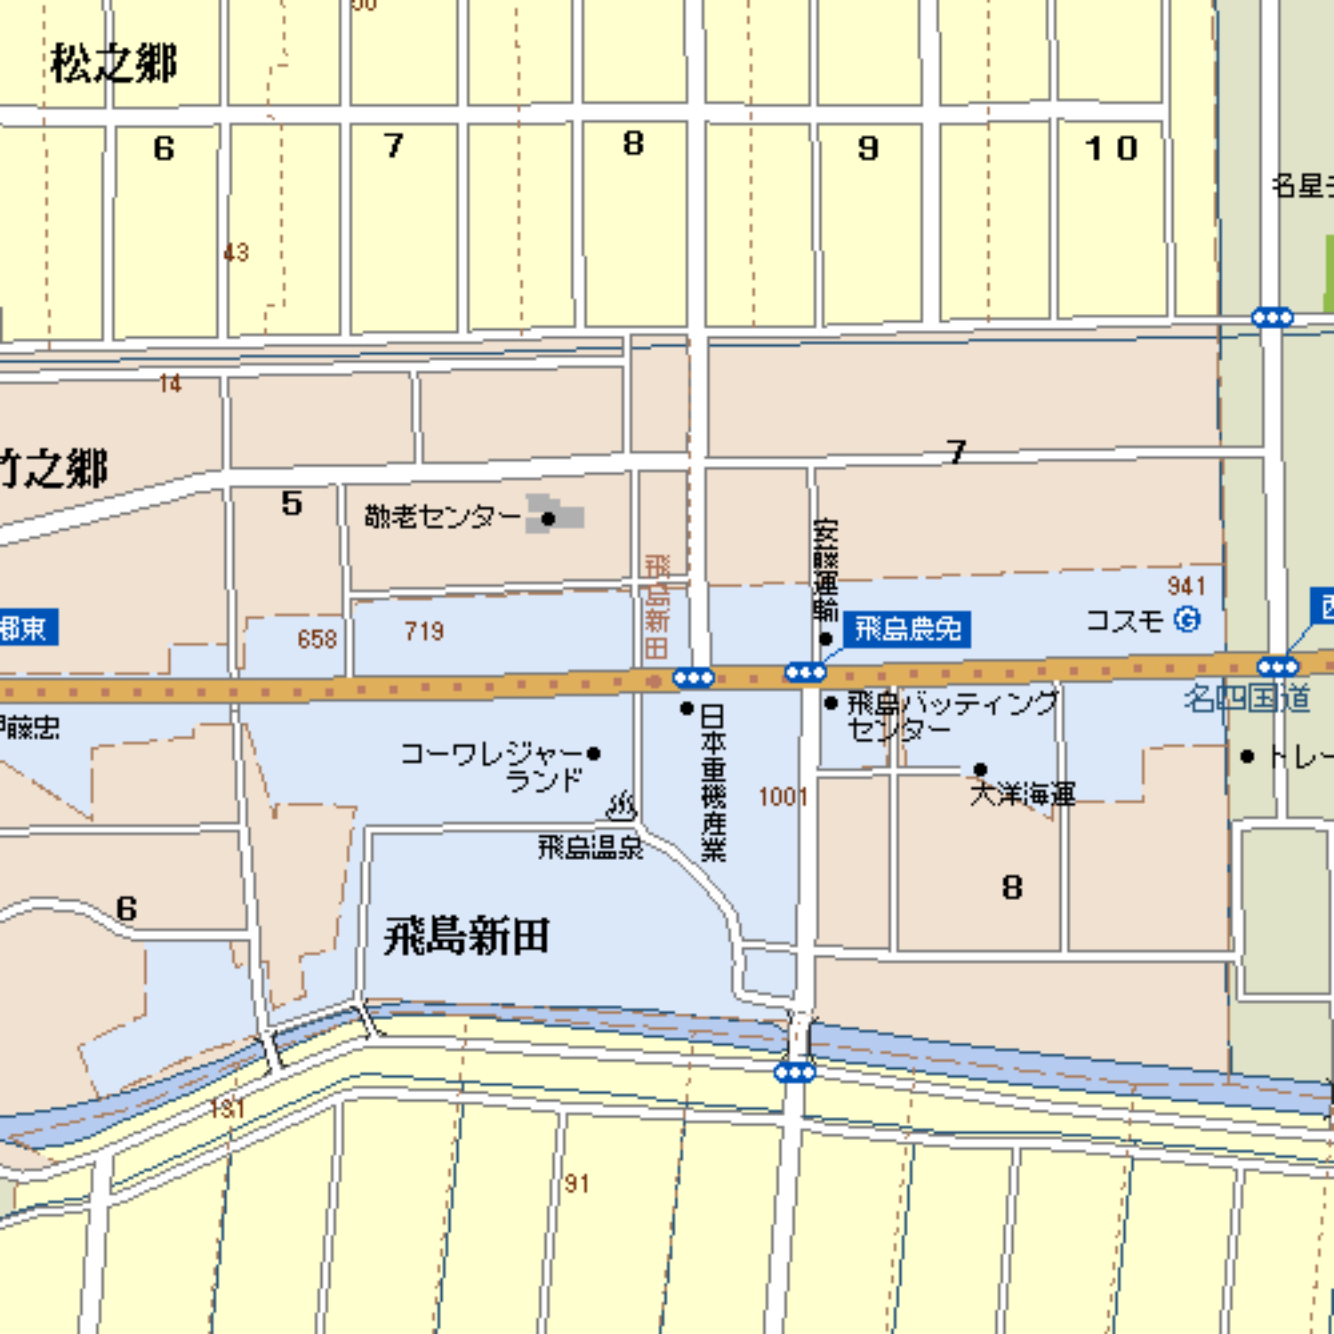 松之郷
6
7
8
9
10
43
14
竹之郷
7
5
敬老センター
安藤運輸
飛島新田
941
コスモ
G
郷東
飛島農免
658
719
名四国道
伊藤忠
日本重機産業
飛島バッティング
センター
コーワレジャー
ランド
トレー
1001
大洋海運
飛島温泉
8
6
飛島新田
131
91